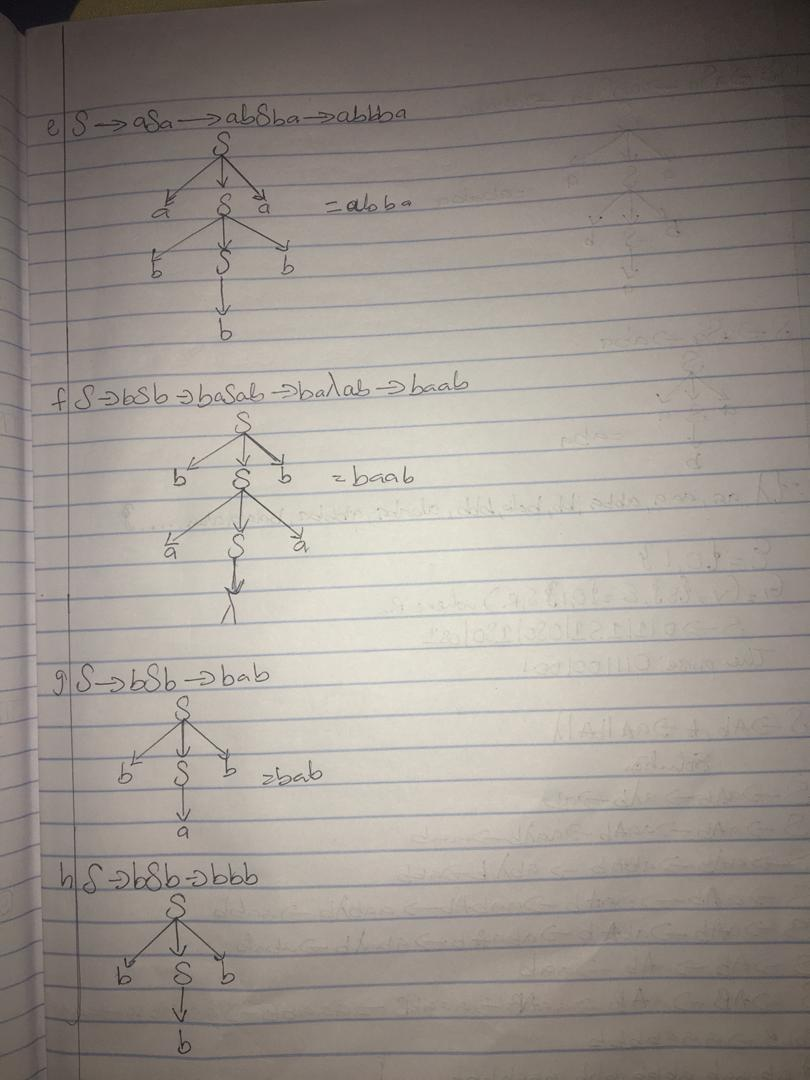 e S → aSa → abSba → abbba
S
a S a = abba
b S b
b
f S → bSb → baSab → baλab → baab
S
b S b = baab
a S a
λ
g S → bSb → bab
S
b S b = bab
a
h S → bSb → bbb
S
b S b
b